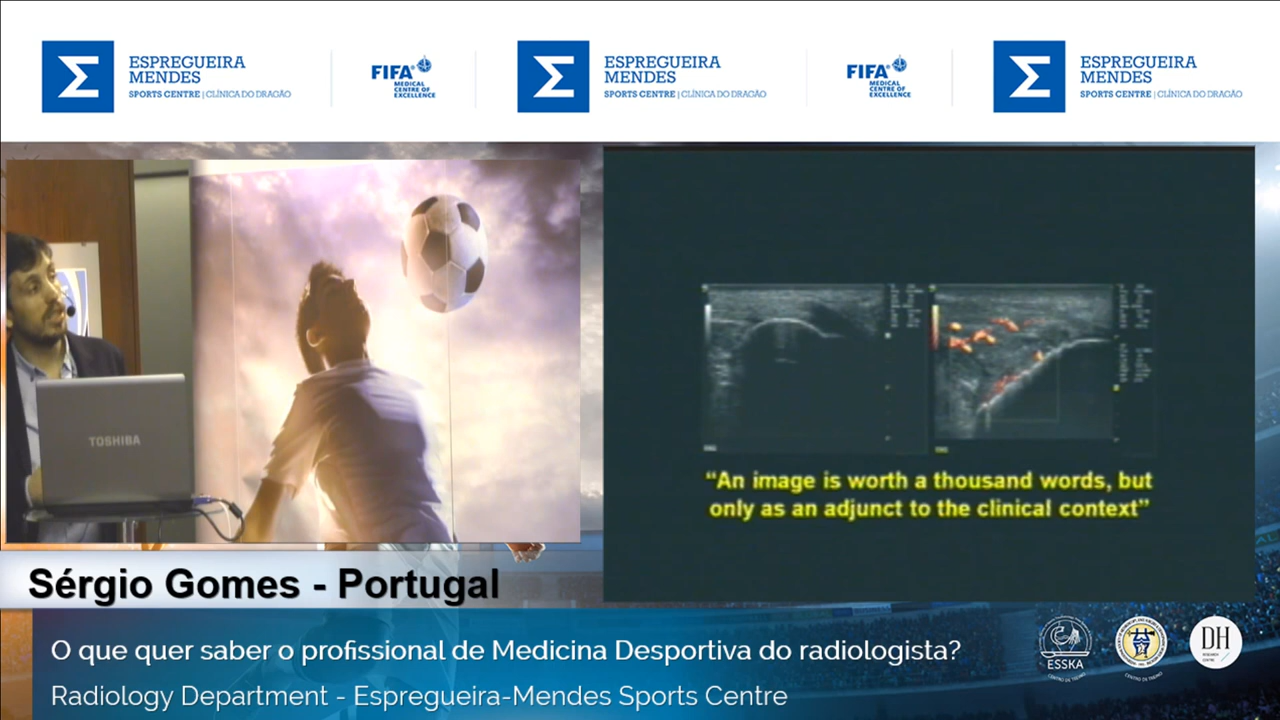 ESPREGUEIRA
MENDES
SPORTS CENTRE | CLÍNICA DO DRAGÃO
FIFA®
MEDICAL
CENTRE OF
EXCELLENCE
ESPREGUEIRA
MENDES
SPORTS CENTRE | CLÍNICA DO DRAGÃO
FIFA®
MEDICAL
CENTRE OF
EXCELLENCE
ESPREGUEIRA
MENDES
SPORTS CENTRE | CLÍNICA DO DRAGÃO
TOSHIBA
“An image is worth a thousand words, but
only as an adjunct to the clinical context”
Sérgio Gomes - Portugal
O que quer saber o profissional de Medicina Desportiva do radiologista?
Radiology Department - Espregueira-Mendes Sports Centre
ESSKA
DH